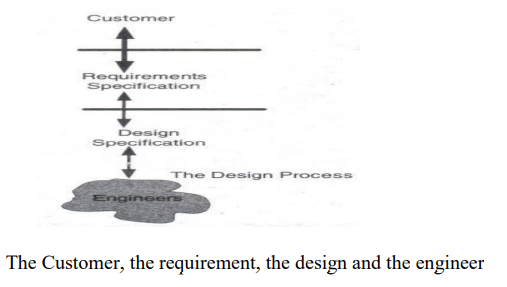 Customer
Requirements
Specification
Design
Specification
The Design Process
Engineers
The Customer, the requirement, the design and the engineer